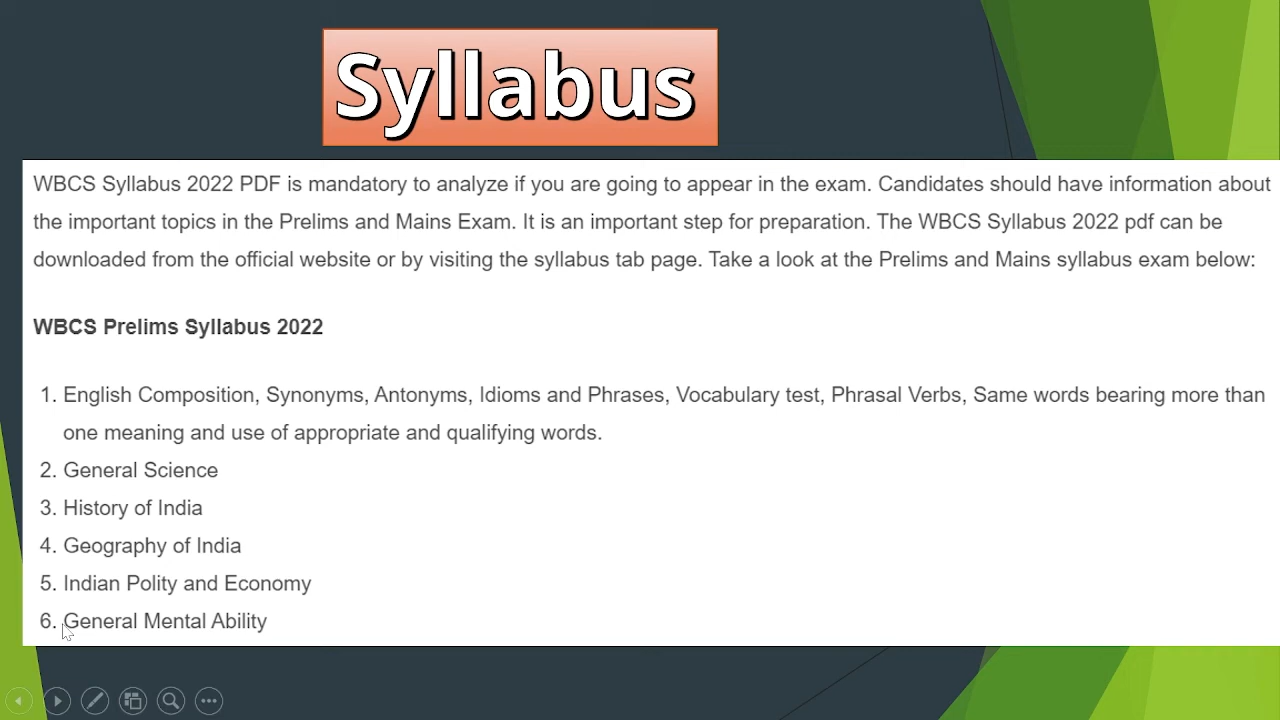 Syllabus
WBCS Syllabus 2022 PDF is mandatory to analyze if you are going to appear in the exam. Candidates should have information about
the important topics in the Prelims and Mains Exam. It is an important step for preparation. The WBCS Syllabus 2022 pdf can be
downloaded from the official website or by visiting the syllabus tab page. Take a look at the Prelims and Mains syllabus exam below:
WBCS Prelims Syllabus 2022
1. English Composition, Synonyms, Antonyms, Idioms and Phrases, Vocabulary test, Phrasal Verbs, Same words bearing more than
one meaning and use of appropriate and qualifying words.
2. General Science
3. History of India
4. Geography of India
5. Indian Polity and Economy
6. General Mental Ability